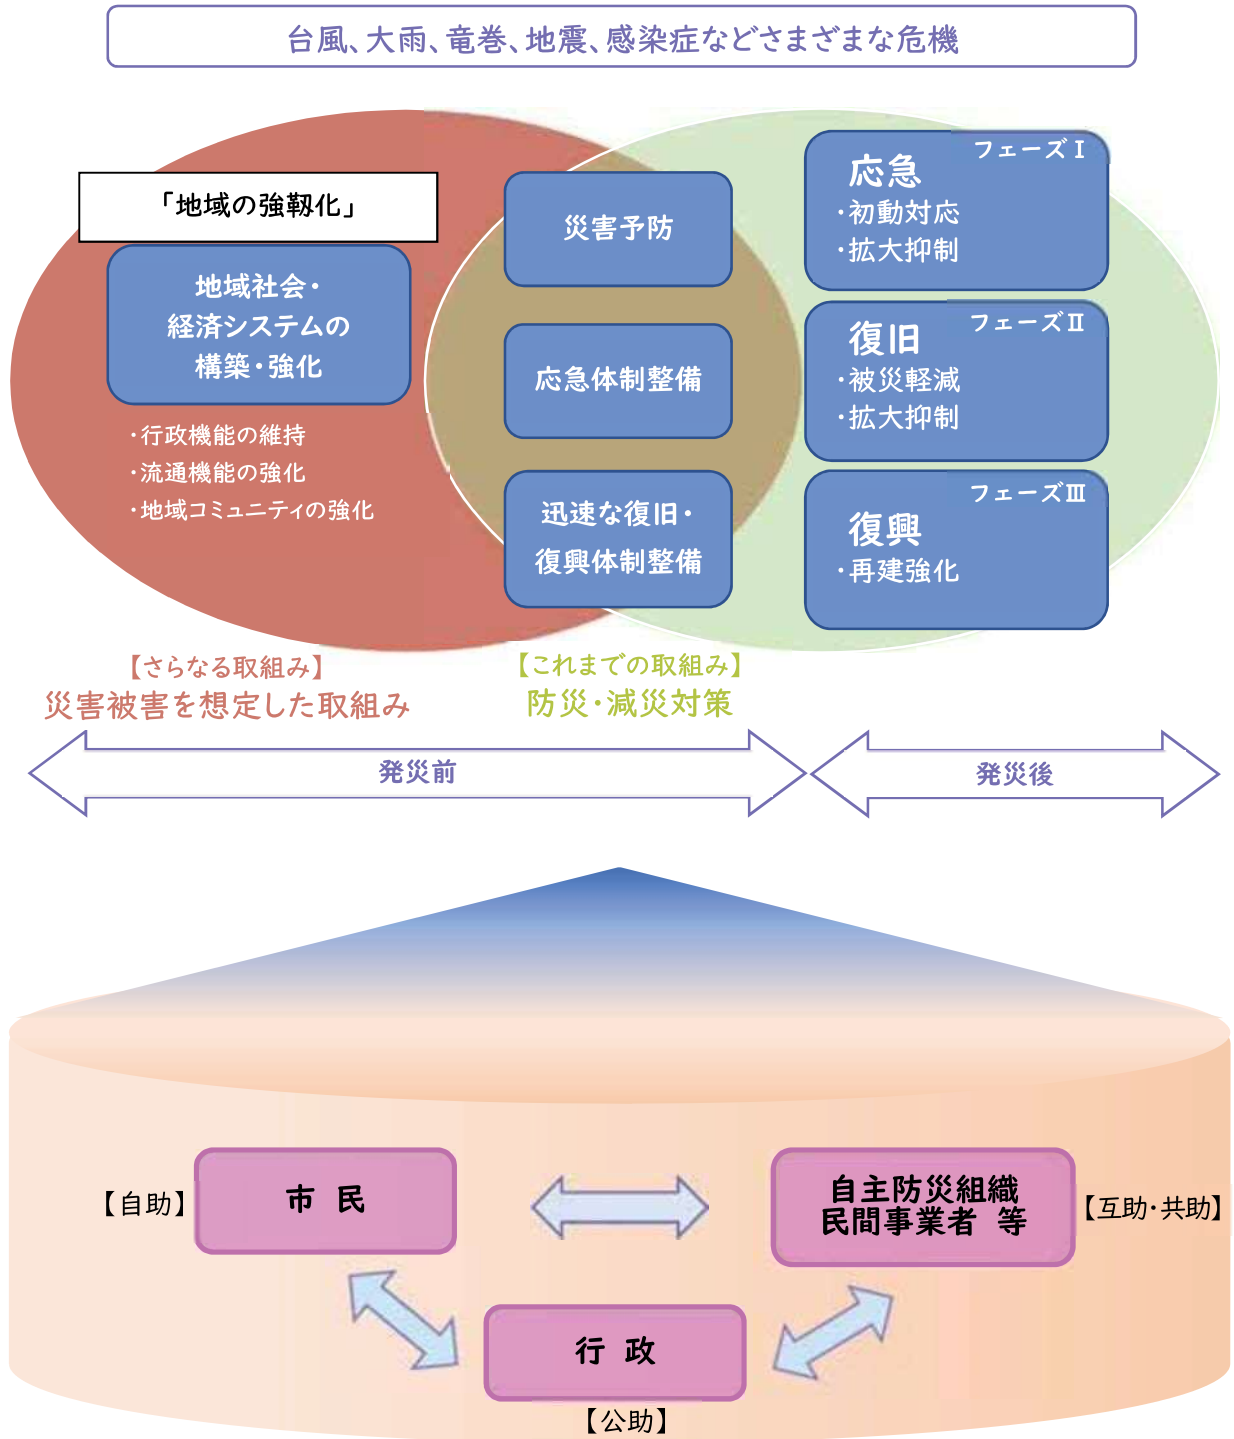 台風、大雨、竜巻、地震、感染症などさまざまな危機
「地域の強靱化」
地域社会・
経済システムの
構築・強化
・行政機能の維持
・流通機能の強化
・地域コミュニティの強化
災害予防
応急体制整備
迅速な復旧・
復興体制整備
フェーズⅠ
応急
・初動対応
・拡大抑制
フェーズⅡ
復旧
・被災軽減
・拡大抑制
フェーズⅢ
復興
・再建強化
【さらなる取組み】
災害被害を想定した取組み
【これまでの取組み】
防災・減災対策
発災前
発災後
【自助】
市 民
自主防災組織
民間事業者 等
【互助・共助】
行 政
【公助】